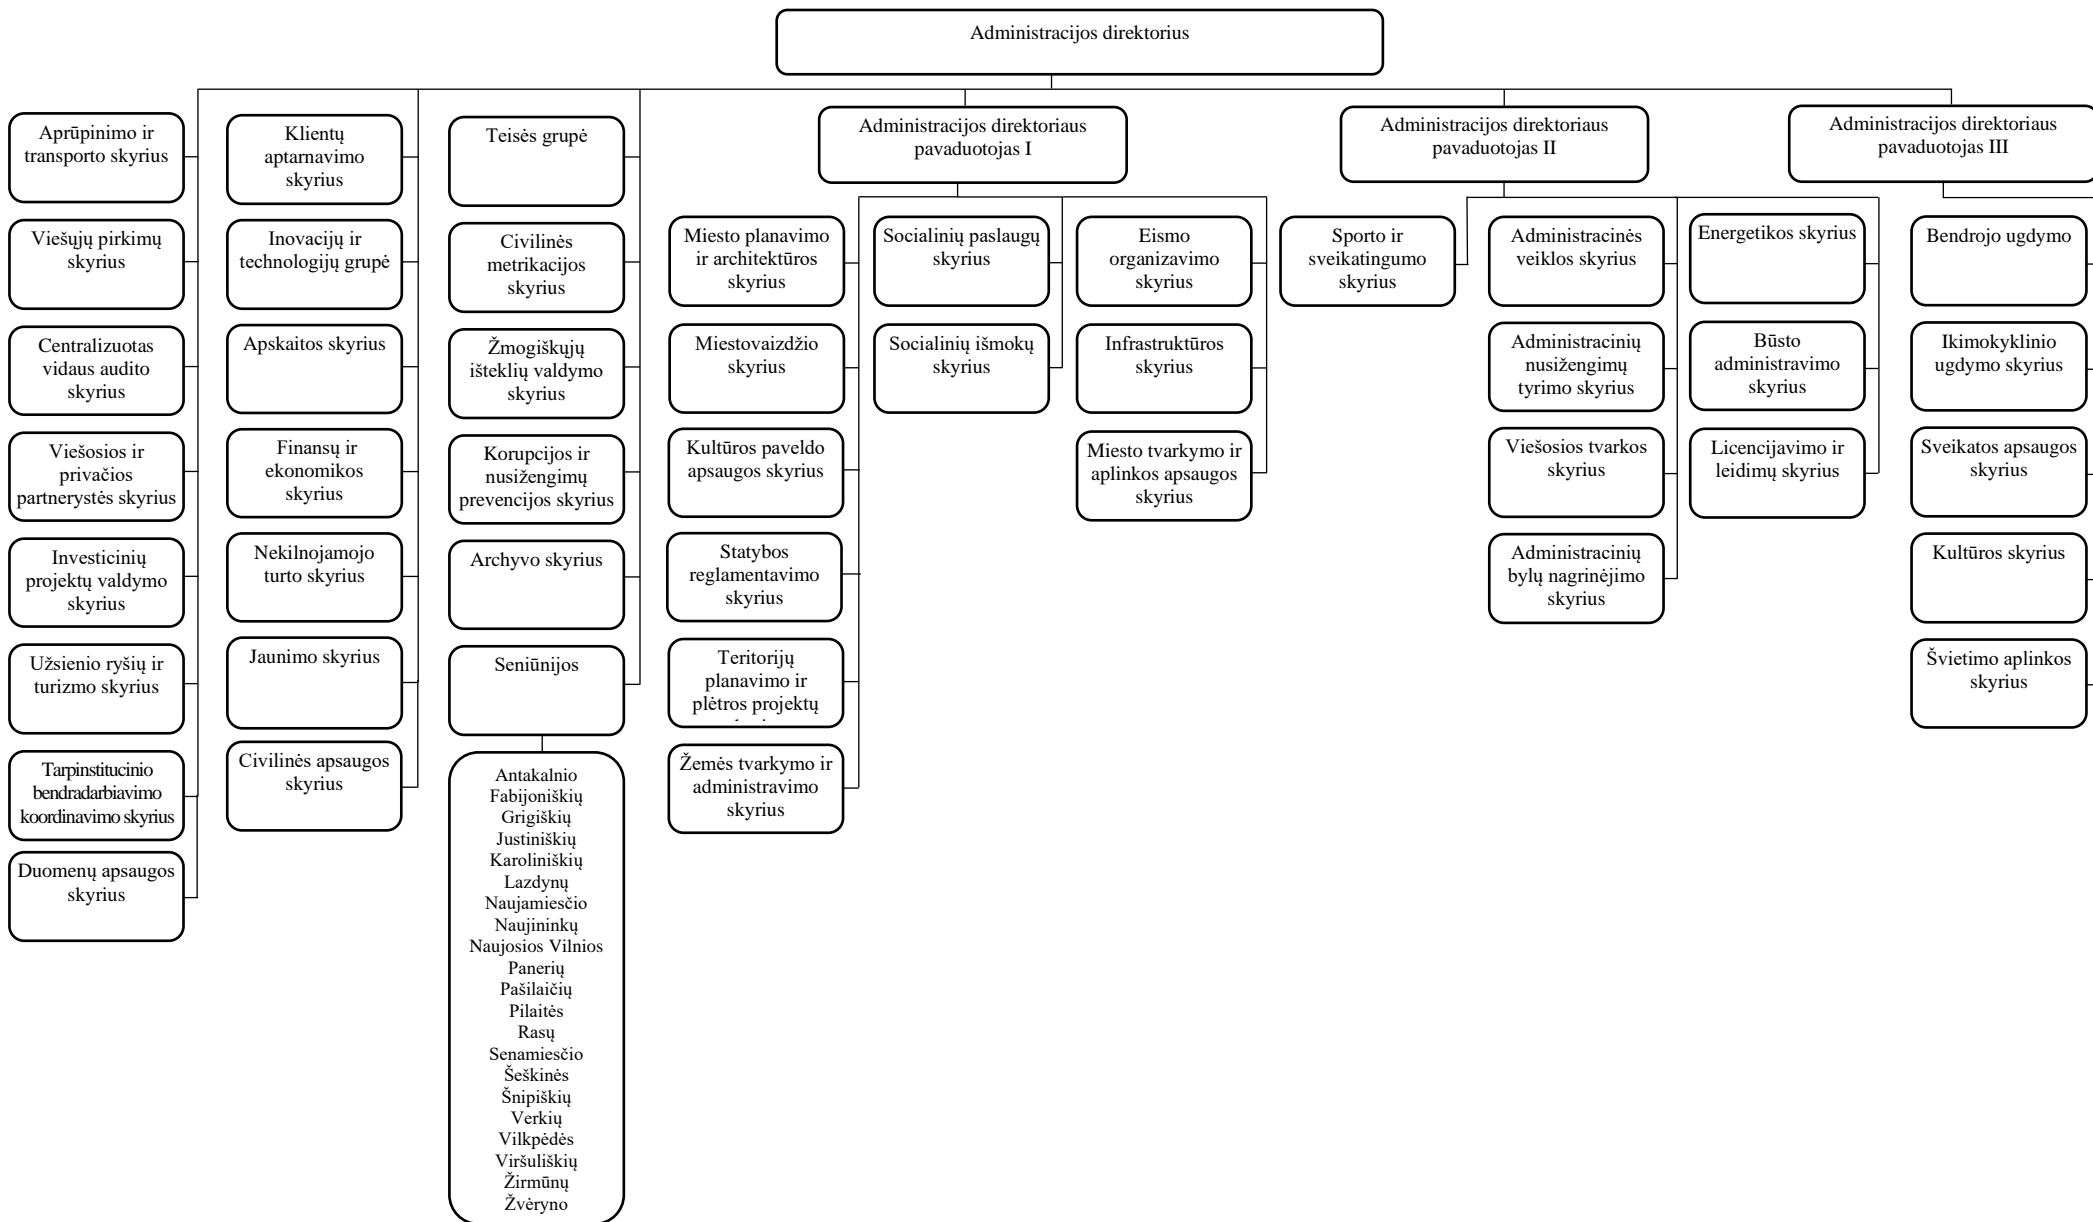 Administracijos direktorius
Aprūpinimo ir
transporto skyrius
Viešųjų pirkimų
skyrius
Centralizuotas
vidaus audito
skyrius
Viešosios ir
privačios
partnerystės skyrius
Investicinių
projektų valdymo
skyrius
Užsienio ryšių ir
turizmo skyrius
Tarpinstitucinio
bendradarbiavimo
koordinavimo skyrius
Duomenų apsaugos
skyrius
Klientų
aptarnavimo
skyrius
Inovacijų ir
technologijų grupė
Apskaitos skyrius
Finansų ir
ekonomikos
skyrius
Nekilnojamojo
turto skyrius
Jaunimo skyrius
Civilinės apsaugos
skyrius
Teisės grupė
Civilinės
metrikacijos
skyrius
Žmogiškųjų
išteklių valdymo
skyrius
Korupcijos ir
nusižengimų
prevencijos skyrius
Archyvo skyrius
Seniūnijos
Antakalnio
Fabijoniškių
Grigiškių
Justiniškių
Karoliniškių
Lazdynų
Naujamiesčio
Naujininkų
Naujosios Vilnios
Panerių
Pašilaičių
Pilaitės
Rasų
Senamiesčio
Šeškinės
Šnipiškių
Verkių
Vilkpėdės
Viršuliškių
Žirmūnų
Žvėryno
Administracijos direktoriaus
pavaduotojas I
Miesto planavimo
ir architektūros
skyrius
Miestovaizdžio
skyrius
Kultūros paveldo
apsaugos skyrius
Statybos
reglamentavimo
skyrius
Teritorijų
planavimo ir
plėtros projektų
Žemės tvarkymo ir
administravimo
skyrius
Socialinių paslaugų
skyrius
Socialinių išmokų
skyrius
Eismo
organizavimo
skyrius
Infrastruktūros
skyrius
Miesto tvarkymo ir
aplinkos apsaugos
skyrius
Administracijos direktoriaus
pavaduotojas II
Sporto ir
sveikatingumo
skyrius
Administracinės
veiklos skyrius
Administracinių
nusižengimų
tyrimo skyrius
Viešosios tvarkos
skyrius
Administracinių
bylų nagrinėjimo
skyrius
Energetikos skyrius
Būsto
administravimo
skyrius
Licencijavimo ir
leidimų skyrius
Administracijos direktoriaus
pavaduotojas III
Bendrojo ugdymo
Ikimokyklinio
ugdymo skyrius
Sveikatos apsaugos
skyrius
Kultūros skyrius
Švietimo aplinkos
skyrius